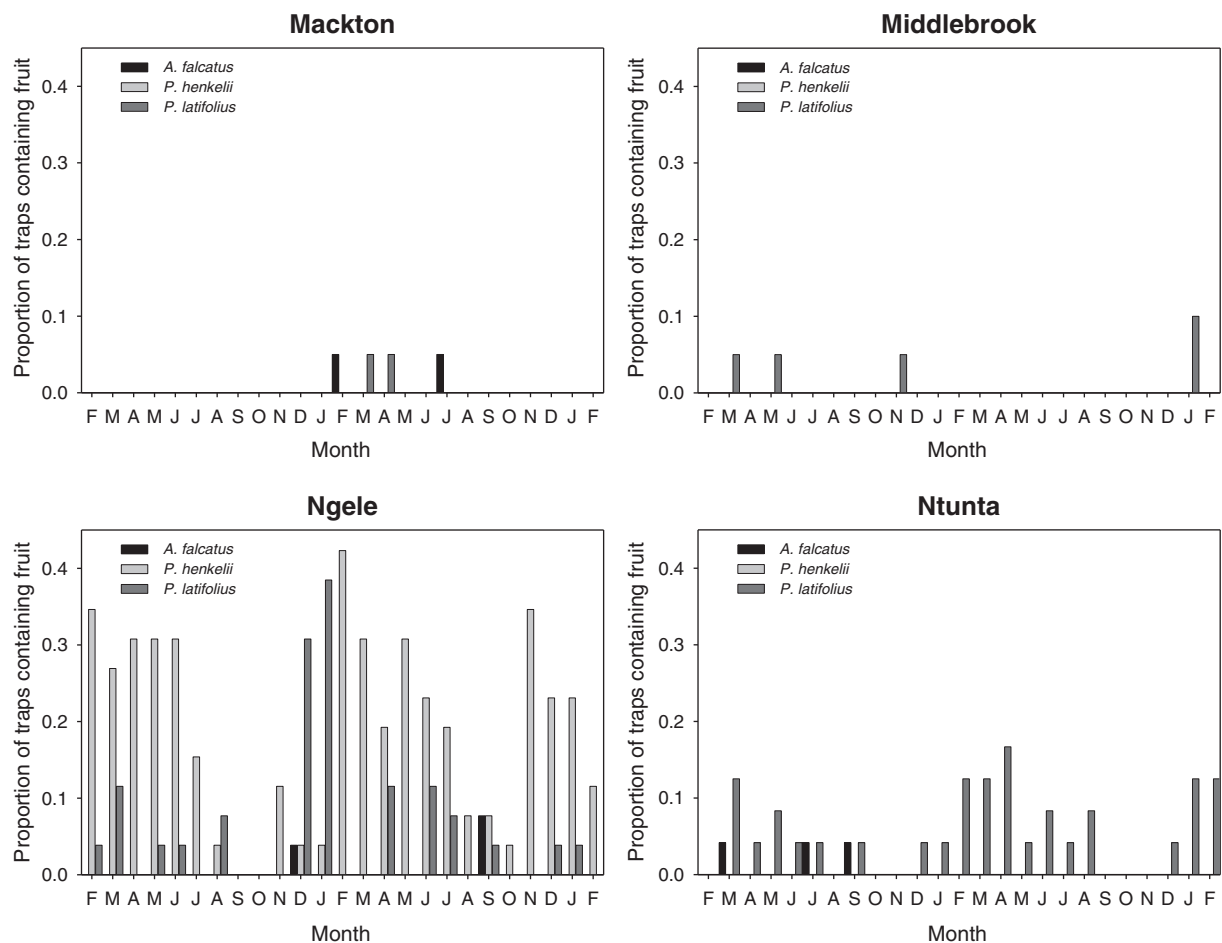 Mackton
Proportion of traps containing fruit
0.4
0.3
0.2
0.1
0.0
A. falcatus
P. henkelii
P. latifolius
F M A M J J A S O N D J F M A M J J A S O N D J F
Month
Middlebrook
Proportion of traps containing fruit
0.4
0.3
0.2
0.1
0.0
A. falcatus
P. henkelii
P. latifolius
F M A M J J A S O N D J F M A M J J A S O N D J F
Month
Ngele
Proportion of traps containing fruit
0.4
0.3
0.2
0.1
0.0
A. falcatus
P. henkelii
P. latifolius
F M A M J J A S O N D J F M A M J J A S O N D J F
Month
Ntunta
Proportion of traps containing fruit
0.4
0.3
0.2
0.1
0.0
A. falcatus
P. henkelii
P. latifolius
F M A M J J A S O N D J F M A M J J A S O N D J F
Month